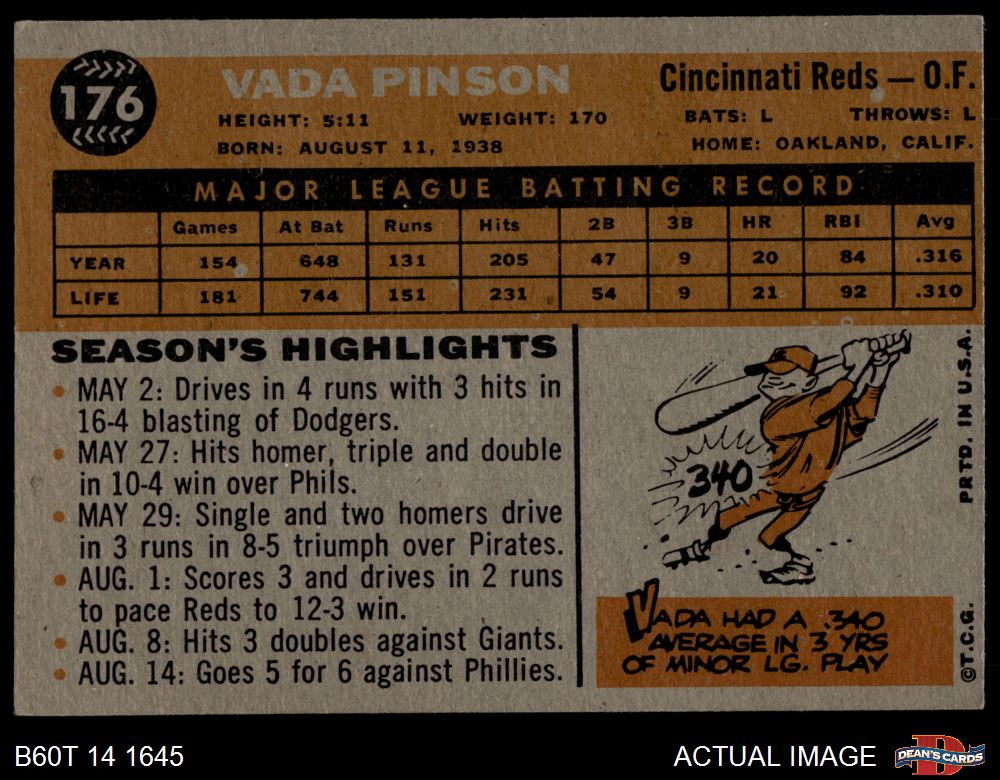 176
VADA PINSON
Cincinnati Reds — O.F.
HEIGHT: 5:11 WEIGHT: 170 BATS: L THROWS: L
BORN: AUGUST 11, 1938 HOME: OAKLAND, CALIF.
MAJOR LEAGUE BATTING RECORD
Games At Bat Runs Hits 2B 3B HR RBI Avg
YEAR 154 648 131 205 47 9 20 84 .316
LIFE 181 744 151 231 54 9 21 92 .310
SEASON'S HIGHLIGHTS
• MAY 2: Drives in 4 runs with 3 hits in
16-4 blasting of Dodgers.
• MAY 27: Hits homer, triple and double
in 10-4 win over Phils.
• MAY 29: Single and two homers drive
in 3 runs in 8-5 triumph over Pirates.
• AUG. 1: Scores 3 and drives in 2 runs
to pace Reds to 12-3 win.
• AUG. 8: Hits 3 doubles against Giants.
• AUG. 14: Goes 5 for 6 against Phillies.
340
VADA HAD A .340
AVERAGE IN 3 YRS
OF MINOR LG. PLAY
©T.C.G. PRTD. IN U.S.A.
B60T 14 1645
ACTUAL IMAGE
D
DEAN'S CARDS